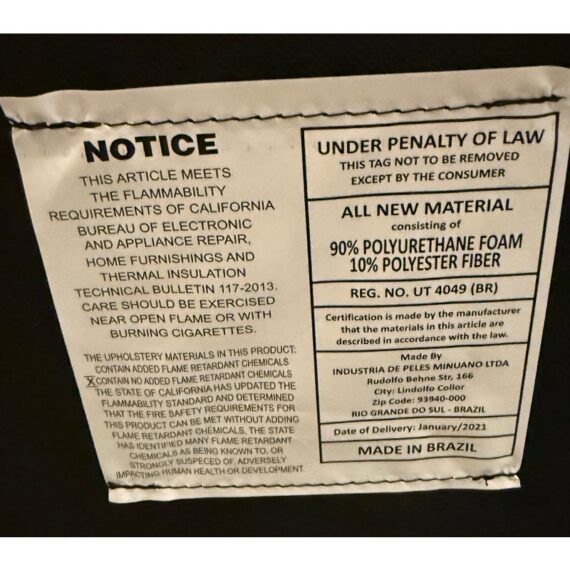 NOTICE
THIS ARTICLE MEETS
THE FLAMMABILITY
REQUIREMENTS OF CALIFORNIA
BUREAU OF ELECTRONIC
AND APPLIANCE REPAIR,
HOME FURNISHINGS AND
THERMAL INSULATION
TECHNICAL BULLETIN 117-2013.
CARE SHOULD BE EXERCISED
NEAR OPEN FLAME OR WITH
BURNING CIGARETTES.
THE UPHOLSTERY MATERIALS IN THIS PRODUCT:
CONTAIN ADDED FLAME RETARDANT CHEMICALS
X CONTAIN NO ADDED FLAME RETARDANT CHEMICALS
THE STATE OF CALIFORNIA HAS UPDATED THE
FLAMMABILITY STANDARD AND DETERMINED
THAT THE FIRE SAFETY REQUIREMENTS FOR
THIS PRODUCT CAN BE MET WITHOUT ADDING
FLAME RETARDANT CHEMICALS. THE STATE
HAS IDENTIFIED MANY FLAME RETARDANT
CHEMICALS AS BEING KNOWN TO, OR
STRONGLY SUSPECED OF, ADVERSELY
IMPACTING HUMAN HEALTH OR DEVELOPMENT
UNDER PENALTY OF LAW
THIS TAG NOT TO BE REMOVED
EXCEPT BY THE CONSUMER
ALL NEW MATERIAL
consisting of
90% POLYURETHANE FOAM
10% POLYESTER FIBER
REG. NO. UT 4049 (BR)
Certification is made by the manufacturer
that the materials in this article are
described in accordance with the law.
Made By
INDUSTRIA DE PELES MINUANO LTDA
Rudolfo Behne Str, 166
City: Lindolfo Collor
Zip Code: 93940-000
RIO GRANDE DO SUL - BRAZIL
Date of Delivery: January/2021
MADE IN BRAZIL